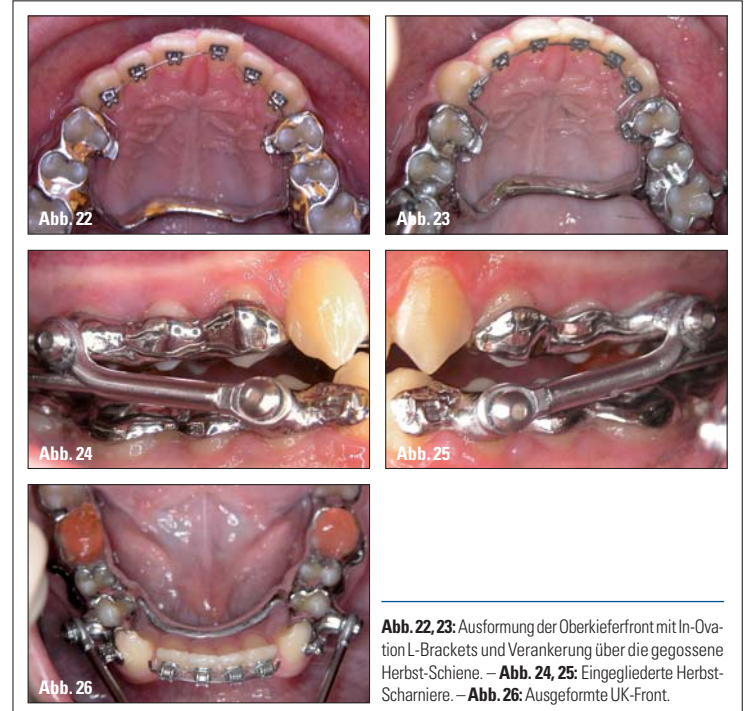 Abb. 22
Abb. 23
Abb. 24
Abb. 25
Abb. 26
Abb. 22, 23: Ausformung der Oberkieferfront mit In-Ova-
tion L-Brackets und Verankerung über die gegossene
Herbst-Schiene. – Abb. 24, 25: Eingegliederte Herbst-
Scharniere. – Abb. 26: Ausgeformte UK-Front.